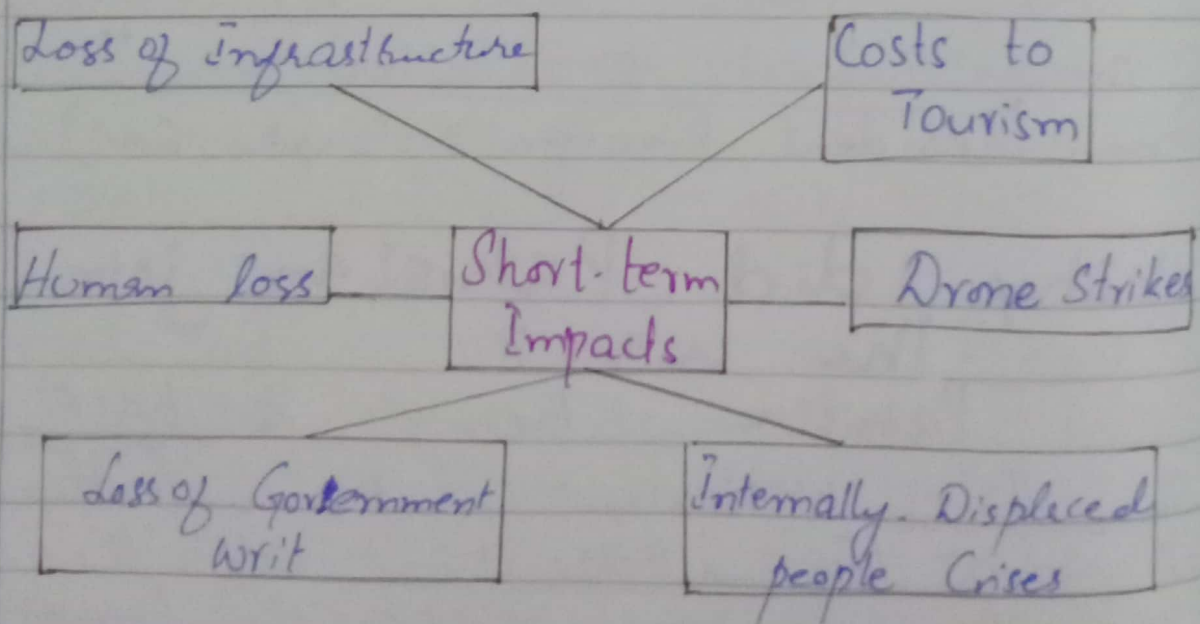 Loss of Infrastructure
Costs to
Tourism
Human loss
Short-term
Impacts
Drone Strikes
Loss of Government
writ
Internally Displaced
people Crises